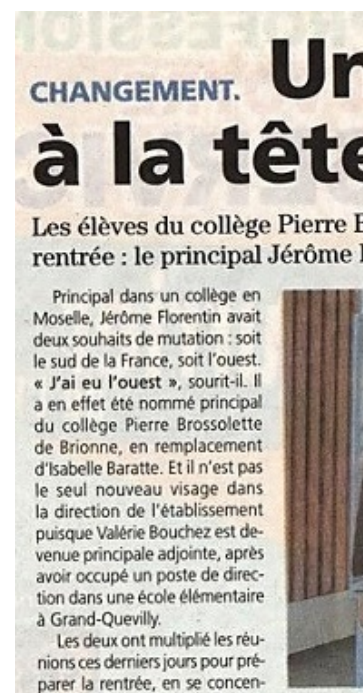 CHANGEMENT. Un
à la tête
Les élèves du collège Pierre B
rentrée : le principal Jérôme
Principal dans un collège en
Moselle, Jérôme Florentin avait
deux souhaits de mutation : soit
le sud de la France, soit l'ouest.
« J'ai eu l'ouest », sourit-il. Il
a en effet été nommé principal
du collège Pierre Brossolette
de Brionne, en remplacement
d'Isabelle Baratte. Et il n'est pas
le seul nouveau visage dans
la direction de l'établissement
puisque Valérie Bouchez est de-
venue principale adjointe, après
avoir occupé un poste de direc-
tion dans une école élémentaire
à Grand-Quevilly.
Les deux ont multiplié les réu-
nions ces derniers jours pour pré-
parer la rentrée, en se concen-